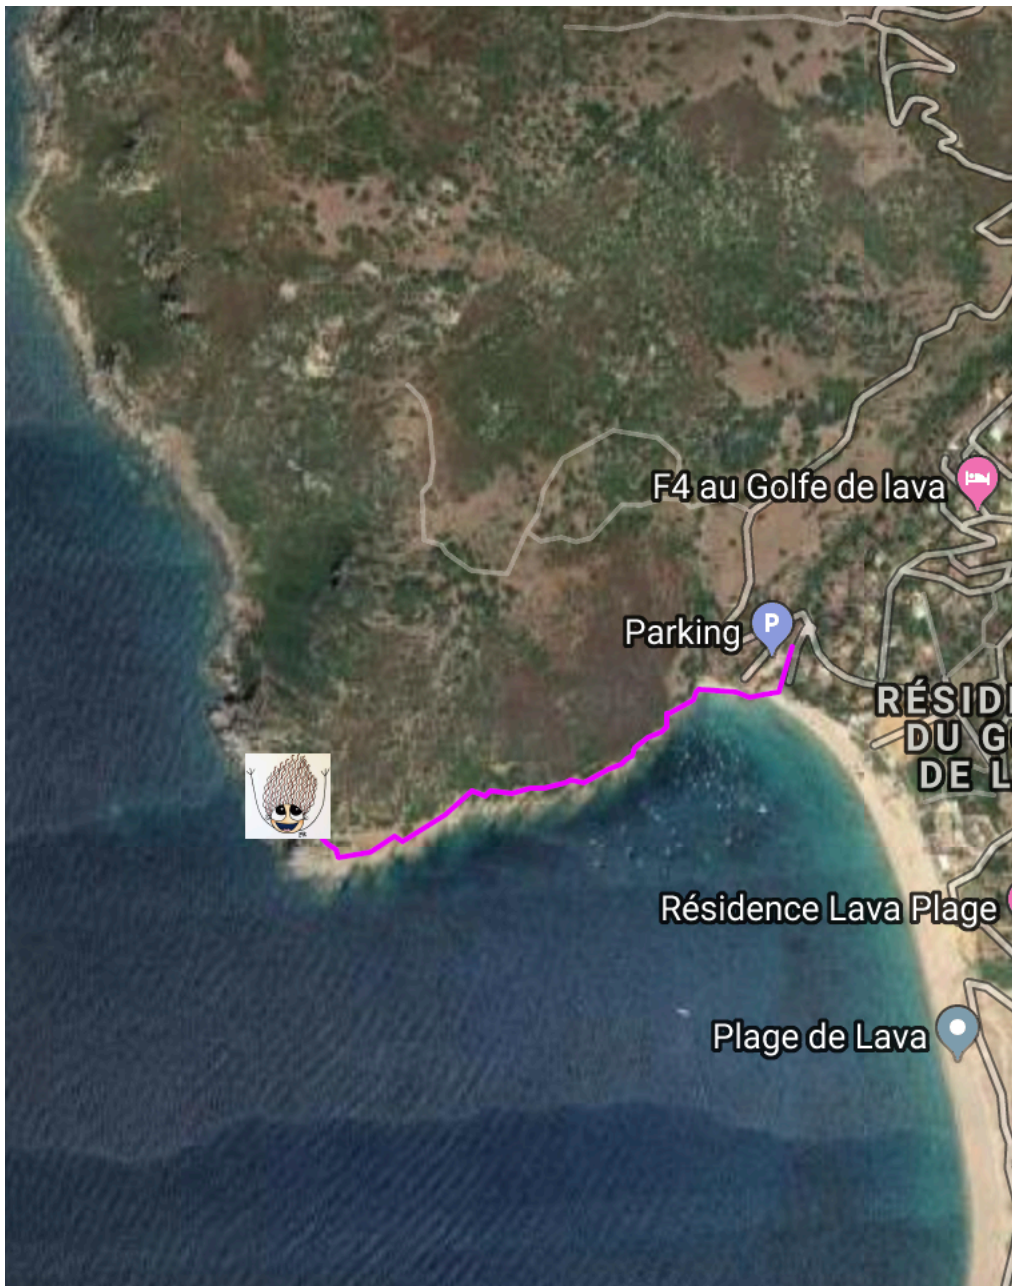 F4 au Golfe de lava
Parking
P
RÉSID
DU G
DE L
Résidence Lava Plage
Plage de Lava